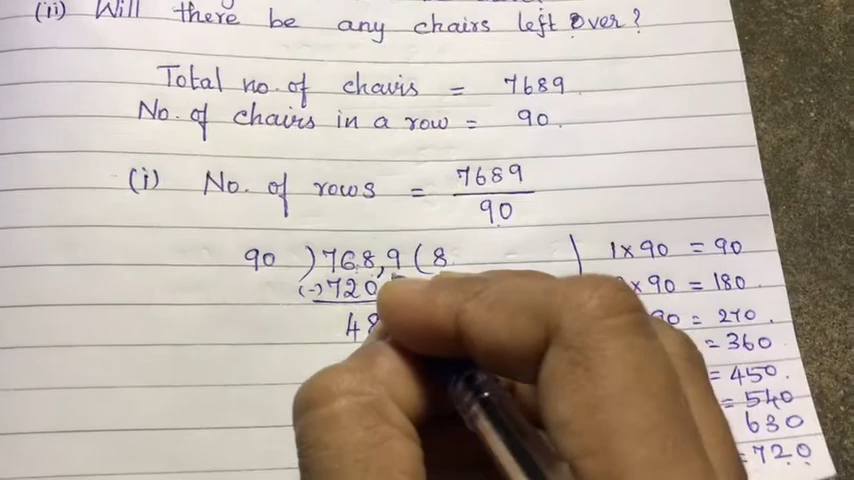 (ii) Will there be any chairs left over?
Total no. of chairs = 7689
No. of chairs in a row = 90.
(i) No. of rows = 7689
90
90 ) 768,9 ( 8
(-) 720
48
1 x 90 = 90
x 90 = 180
90 = 270.
= 360
= 450.
= 540
630
= 720